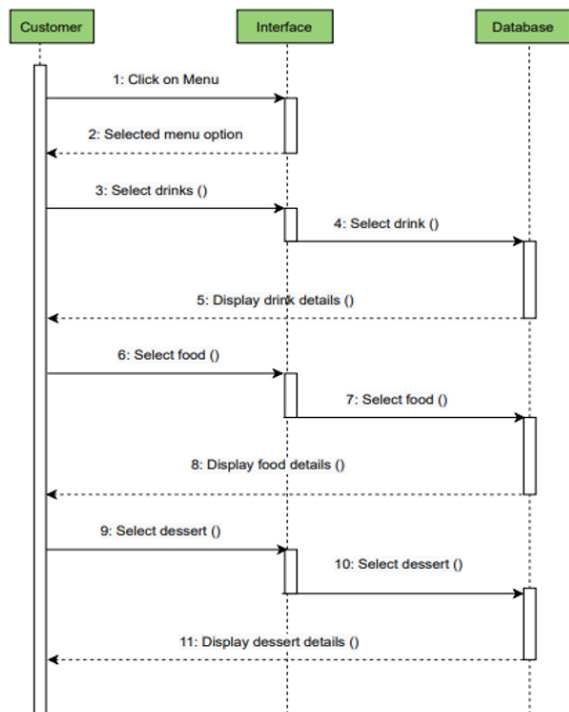 Customer
Interface
Database
1: Click on Menu
2: Selected menu option
3: Select drinks ()
4: Select drink ()
5: Display drink details ()
6: Select food ()
7: Select food ()
8: Display food details ()
9: Select dessert ()
10: Select dessert ()
11: Display dessert details ()